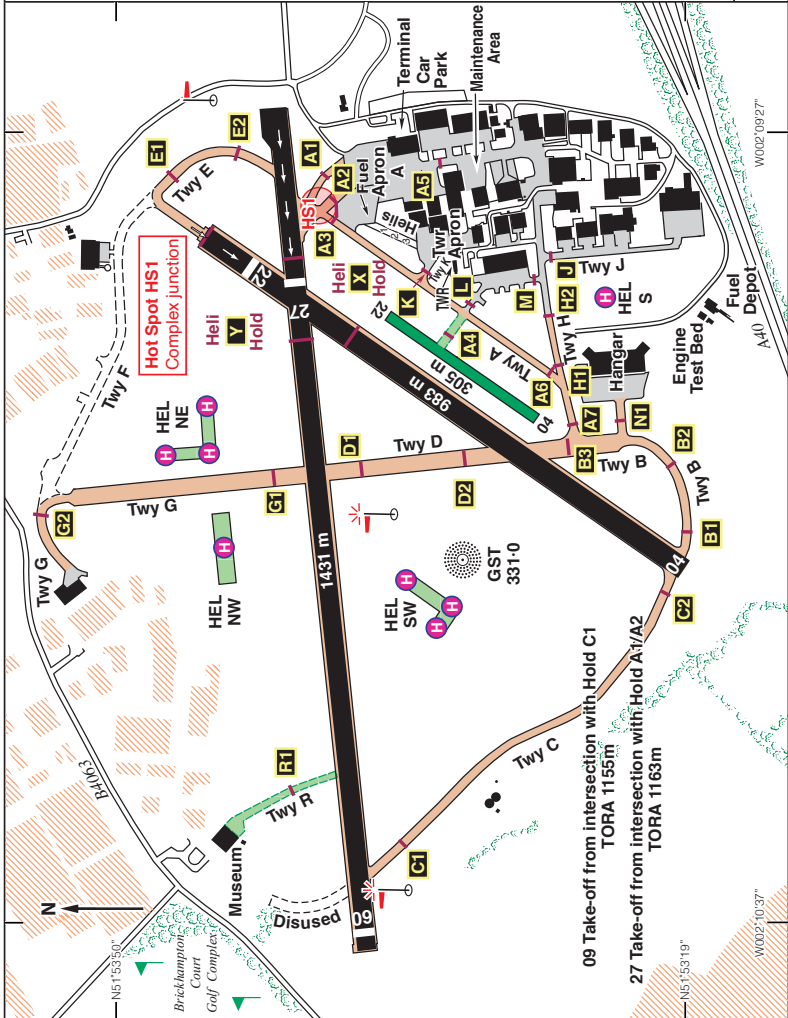 N
B4063
N51°53'50"
Brickhampton
Court
Golf Complex
Museum
Disused
Twy R
R1
09
C1
Twy C
1431 m
HEL
NW
H
Twy G
G2
Twy G
G1
HEL
NE
H
H
H
Twy F
Hot Spot HS1
Complex junction
Heli
Y
Hold
E1
E2
Twy E
22
27
HS1
A1
A2
A3
Fuel
Apron
A
A5
Helis
Terminal
Car
Park
Maintenance
Area
Heli
X
Hold
K
Twy K
Twr
Apron
TWR
L
M
22
305 m
04
A4
Twy A
983 m
D1
Twy D
D2
HEL
SW
H
H
H
GST
331·0
A6
H1
Twy H
H2
J
Twy J
H
HEL
S
Hangar
A7
N1
B3
Twy B
B2
Twy B
B1
04
C2
Engine
Test Bed
Fuel
Depot
A40
09 Take-off from intersection with Hold C1
TORA 1155m
27 Take-off from intersection with Hold A1/A2
TORA 1163m
N51°53'19"
W002°10'37"
W002°09'27"